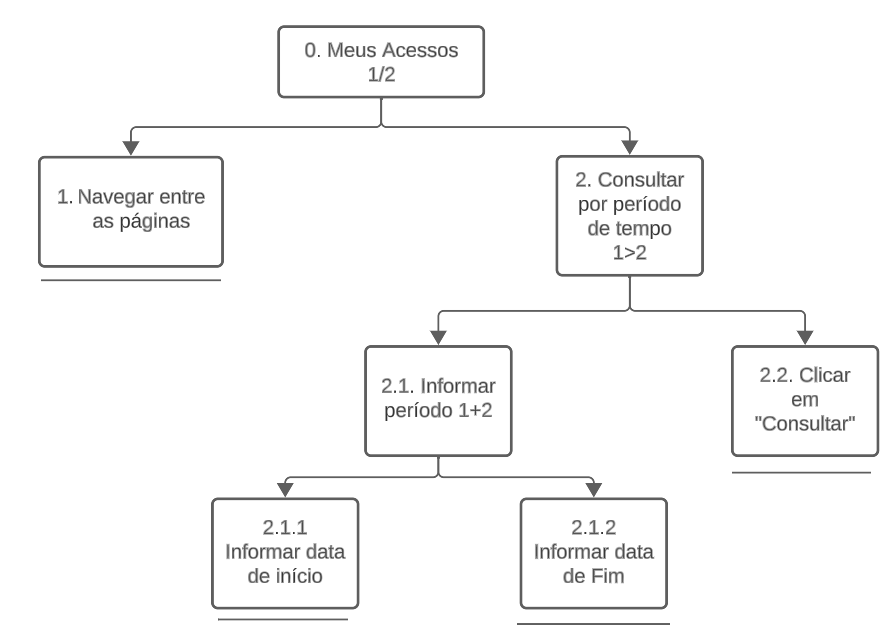 0. Meus Acessos
1/2
1. Navegar entre
as páginas
2. Consultar
por período
de tempo
1>2
2.1. Informar
período 1+2
2.2. Clicar
em
"Consultar"
2.1.1
Informar data
de início
2.1.2
Informar data
de Fim